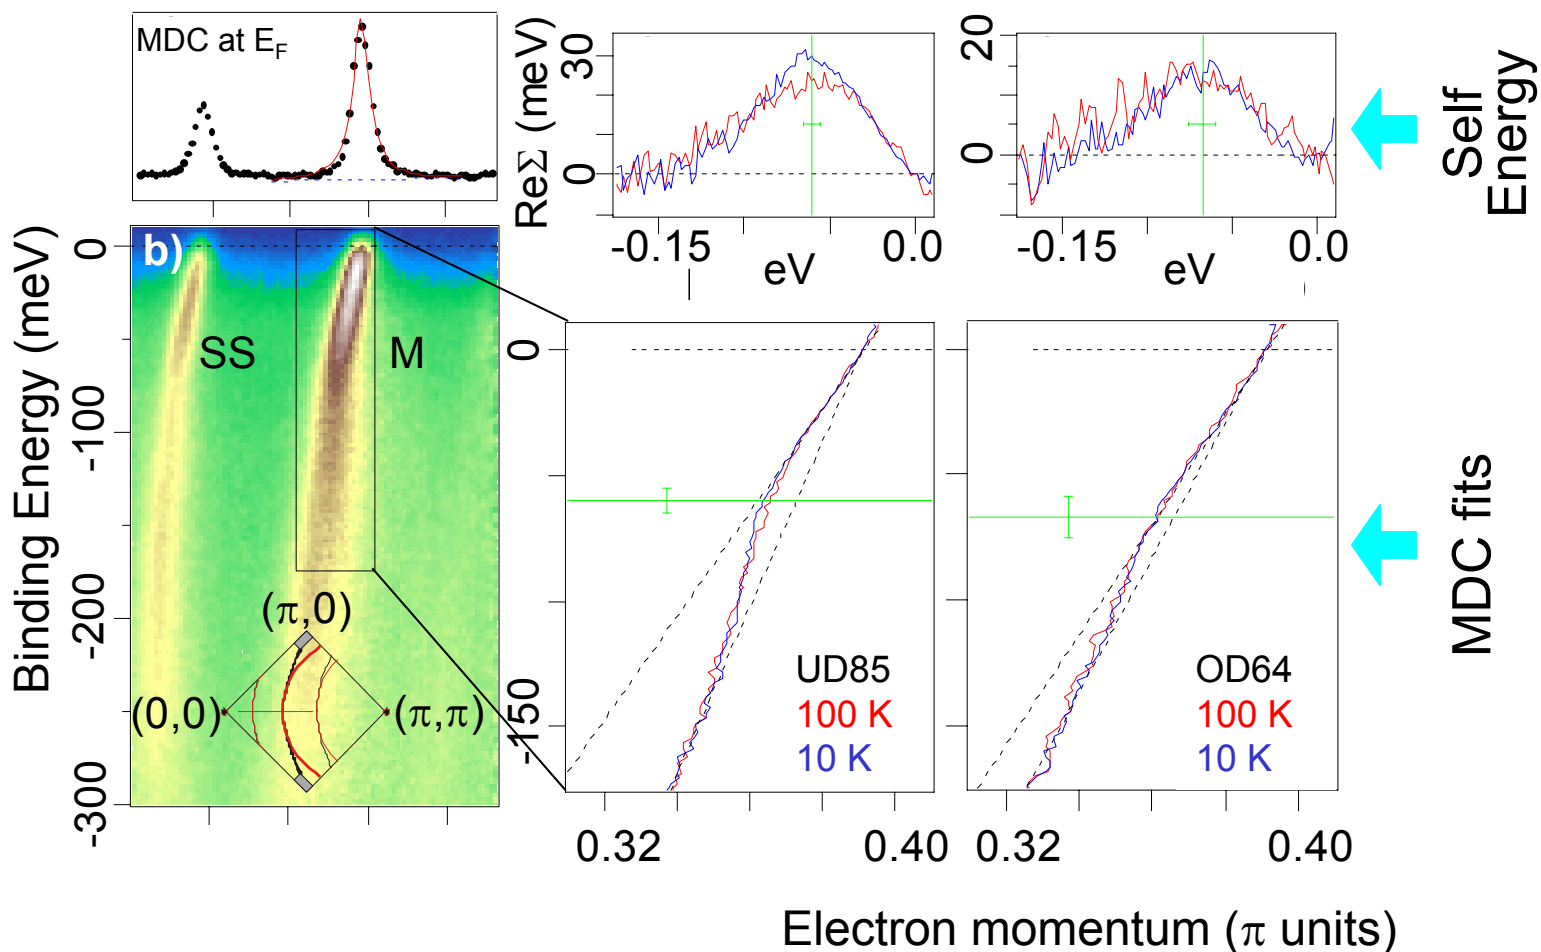 MDC at E_F
ReΣ (meV)
30
0
-0.15
0.0
eV
20
0
-0.15
0.0
eV
Self
Energy
b)
SS
M
Binding Energy (meV)
0
-100
-200
-300
(π,0)
(0,0)
(π,π)
0
-150
UD85
100 K
10 K
0.32
0.40
OD64
100 K
10 K
0.32
0.40
MDC fits
Electron momentum (π units)